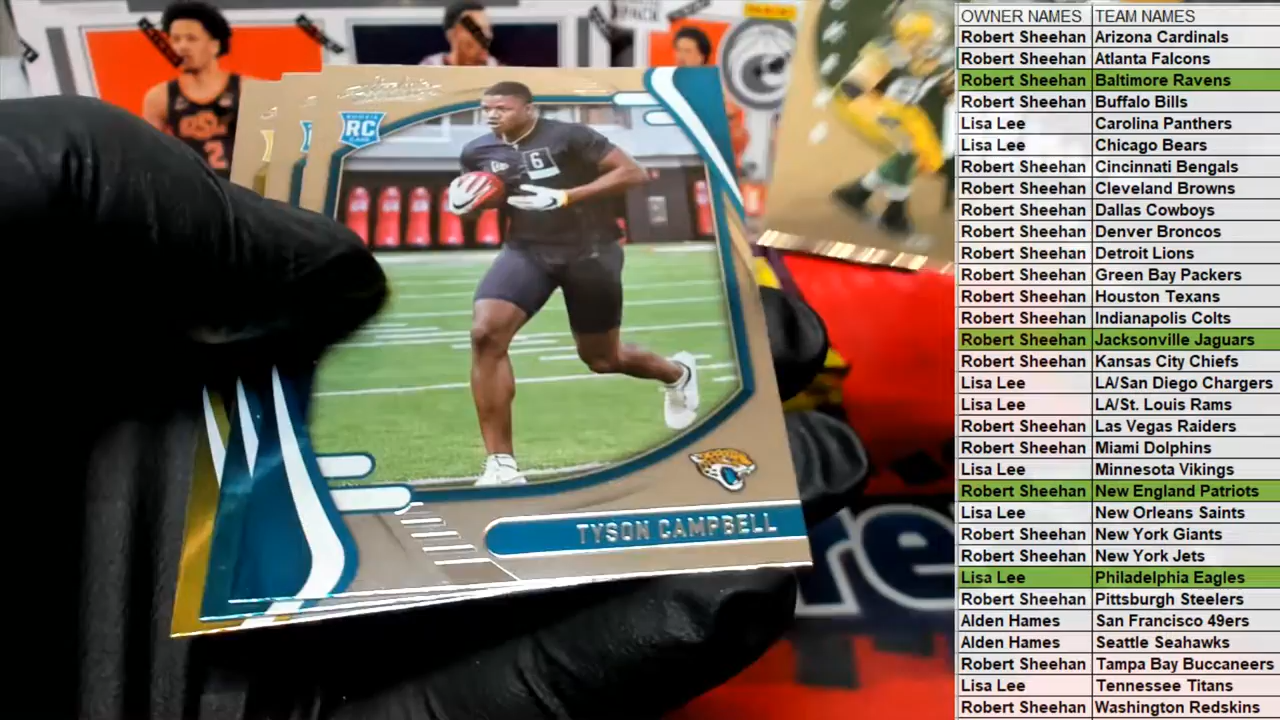 OWNER NAMES TEAM NAMES
Robert Sheehan Arizona Cardinals
Robert Sheehan Atlanta Falcons
Robert Sheehan Baltimore Ravens
Robert Sheehan Buffalo Bills
Lisa Lee Carolina Panthers
Lisa Lee Chicago Bears
Robert Sheehan Cincinnati Bengals
Robert Sheehan Cleveland Browns
Robert Sheehan Dallas Cowboys
Robert Sheehan Denver Broncos
Robert Sheehan Detroit Lions
Robert Sheehan Green Bay Packers
Robert Sheehan Houston Texans
Robert Sheehan Indianapolis Colts
Robert Sheehan Jacksonville Jaguars
Robert Sheehan Kansas City Chiefs
Lisa Lee LA/San Diego Chargers
Lisa Lee LA/St. Louis Rams
Robert Sheehan Las Vegas Raiders
Robert Sheehan Miami Dolphins
Lisa Lee Minnesota Vikings
Robert Sheehan New England Patriots
Lisa Lee New Orleans Saints
Robert Sheehan New York Giants
Robert Sheehan New York Jets
Lisa Lee Philadelphia Eagles
Robert Sheehan Pittsburgh Steelers
Alden Hames San Francisco 49ers
Alden Hames Seattle Seahawks
Robert Sheehan Tampa Bay Buccaneers
Lisa Lee Tennessee Titans
Robert Sheehan Washington Redskins
RC
6
TYSON CAMPBELL